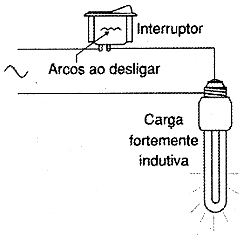 Interruptor
Arcos ao desligar
Carga
fortemente
indutiva